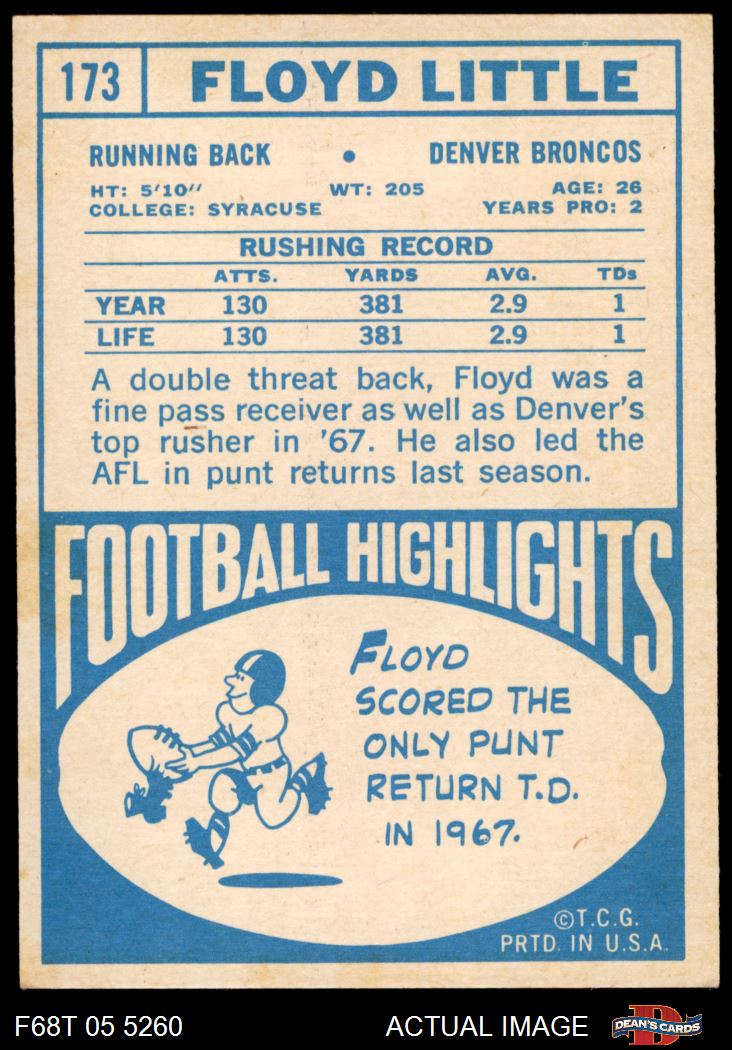 173 FLOYD LITTLE
RUNNING BACK • DENVER BRONCOS
HT: 5'10" WT: 205 AGE: 26
COLLEGE: SYRACUSE YEARS PRO: 2
RUSHING RECORD
ATTS. YARDS AVG. TDs
YEAR 130 381 2.9 1
LIFE 130 381 2.9 1
A double threat back, Floyd was a
fine pass receiver as well as Denver's
top rusher in '67. He also led the
AFL in punt returns last season.
FOOTBALL HIGHLIGHTS
FLOYD
SCORED THE
ONLY PUNT
RETURN T.D.
IN 1967.
©T.C.G.
PRTD. IN U.S.A.
F68T 05 5260 ACTUAL IMAGE D DEAN'S CARDS